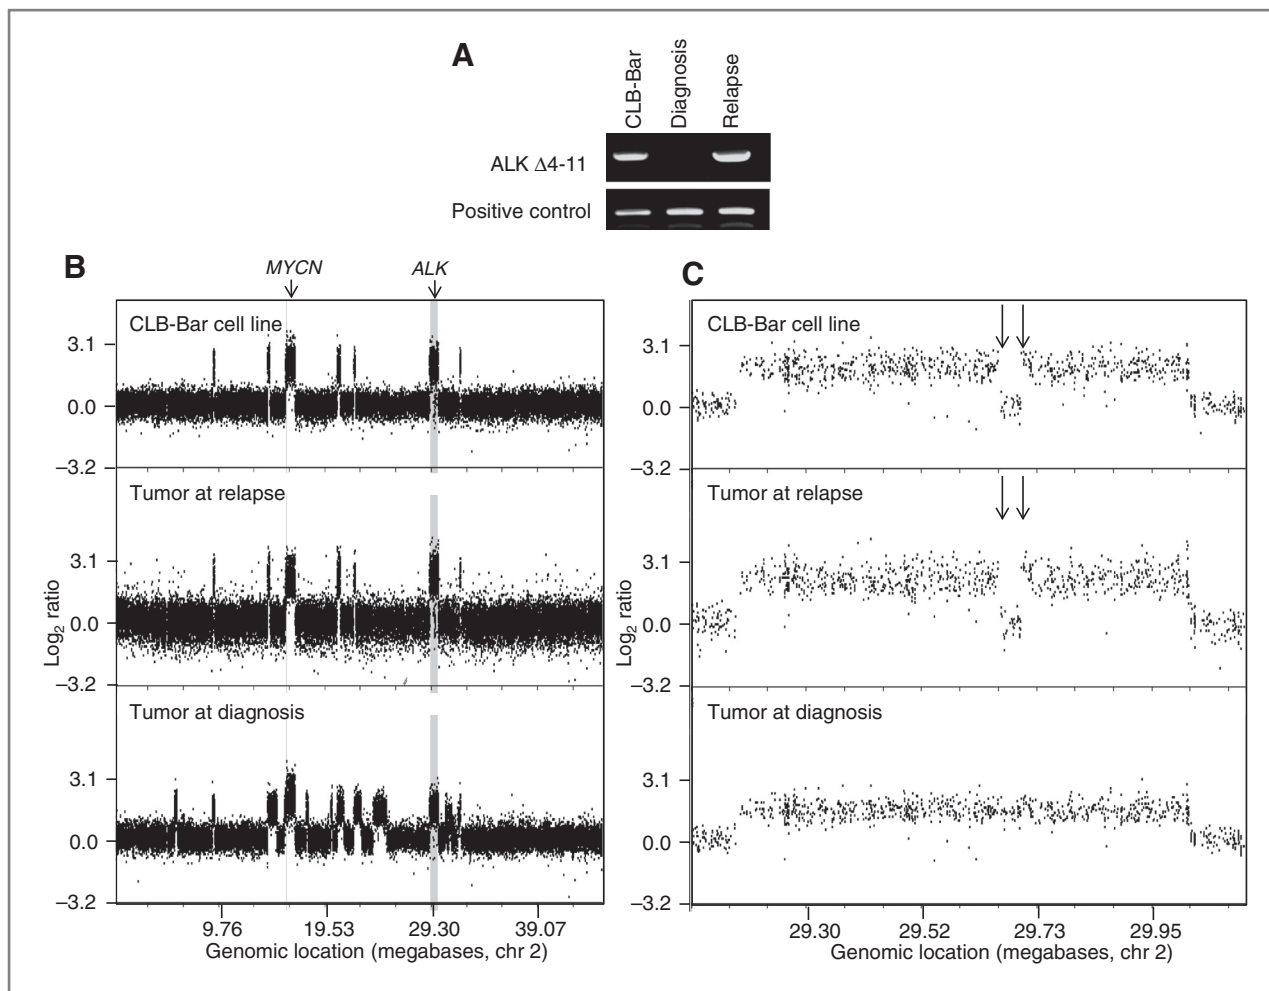 A
CLB-Bar
Diagnosis
Relapse
ALK Δ4-11
Positive control
B
MYCN
ALK
CLB-Bar cell line
3.1
0.0
–3.2
Tumor at relapse
3.1
0.0
–3.2
Log2 ratio
Tumor at diagnosis
3.1
0.0
–3.2
9.76 19.53 29.30 39.07
Genomic location (megabases, chr 2)
C
CLB-Bar cell line
3.1
0.0
–3.2
Tumor at relapse
3.1
0.0
–3.2
Log2 ratio
Tumor at diagnosis
3.1
0.0
–3.2
29.30 29.52 29.73 29.95
Genomic location (megabases, chr 2)